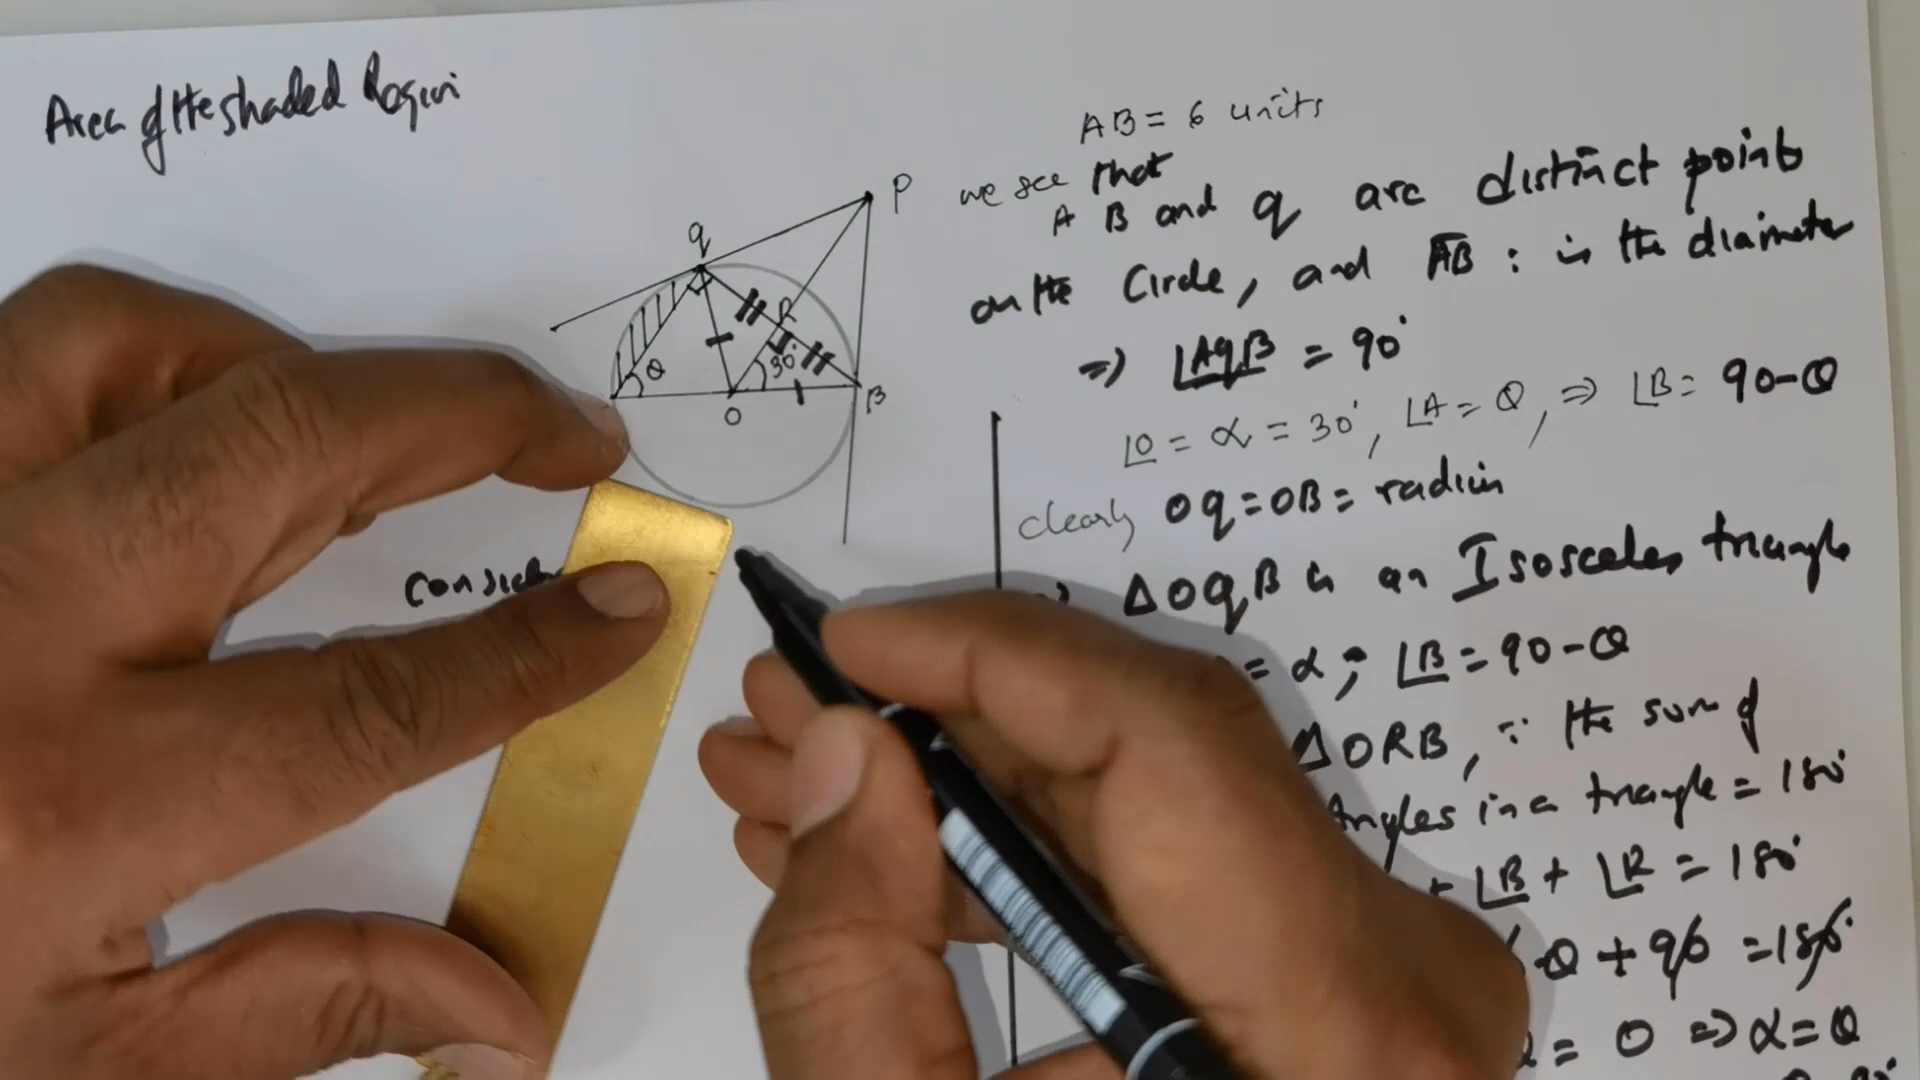 Area of the shaded Region
AB = 6 units
P
we see that
q
A B and q are distinct points
on the Circle, and AB : is the diameter
R
θ
30°
=> ∠AqB = 90°
O
B
∠O = α = 30°, ∠A = θ, => ∠B = 90-θ
clearly Oq = OB = radius
=> ΔOqB is an Isosceles triangle
= α ; ∠B = 90-θ
ΔORB, ∵ the sum of
Angles in a triangle = 180°
+ ∠B + ∠R = 180°
θ + 90 = 180°
= 0 => α = θ